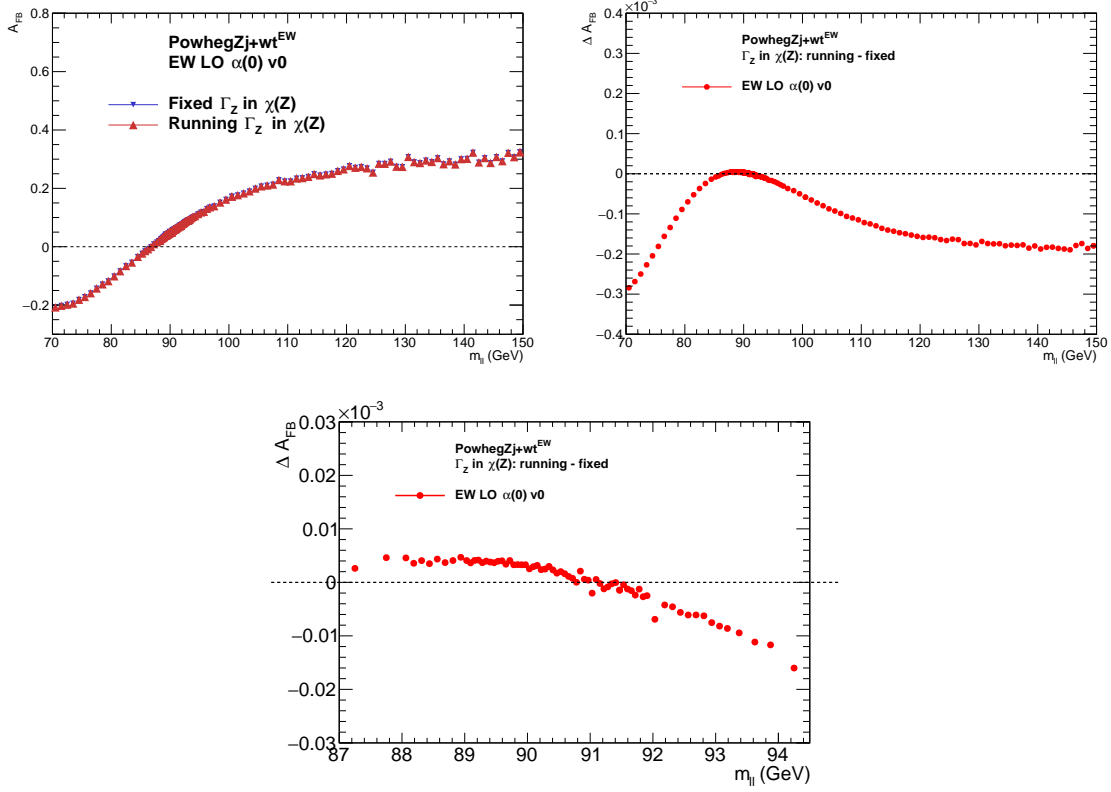 A_FB
0.8
0.6
0.4
0.2
0
−0.2
PowhegZj+wt^EW
EW LO α(0) v0
Fixed Γ_Z in χ(Z)
Running Γ_Z in χ(Z)
70 80 90 100 110 120 130 140 150
m_ll (GeV)
×10^−3
Δ A_FB
0.4
0.3
0.2
0.1
0
−0.1
−0.2
−0.3
−0.4
PowhegZj+wt^EW
Γ_Z in χ(Z): running - fixed
EW LO α(0) v0
70 80 90 100 110 120 130 140 150
m_ll (GeV)
×10^−3
Δ A_FB
0.03
0.02
0.01
0
−0.01
−0.02
−0.03
PowhegZj+wt^EW
Γ_Z in χ(Z): running - fixed
EW LO α(0) v0
87 88 89 90 91 92 93 94
m_ll (GeV)